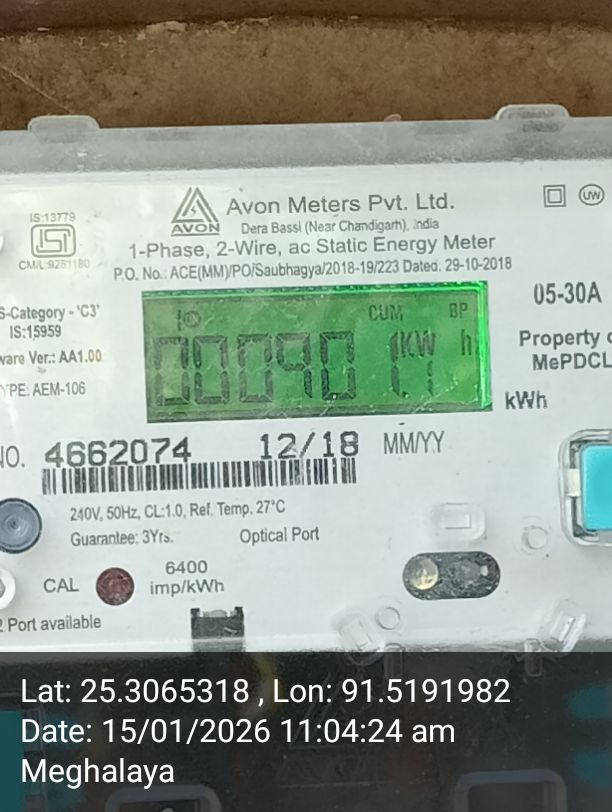 IS:13779
CM/L:9281180
AVON
Avon Meters Pvt. Ltd.
Dera Bassi (Near Chandigarh), India
1-Phase, 2-Wire, ac Static Energy Meter
P.O. No.: ACE(MM)/PO/Saubhagya/2018-19/223 Dated: 29-10-2018
UW
S-Category - 'C3'
IS:15959
ware Ver.: AA1.00
YPE: AEM-106
CUM BP
KW h
05-30A
Property o
MePDCL
kWh
NO. 4662074 12/18 MM/YY
240V, 50Hz, CL:1.0, Ref. Temp. 27°C
Guarantee: 3Yrs. Optical Port
CAL 6400
imp/kWh
Port available
Lat: 25.3065318 , Lon: 91.5191982
Date: 15/01/2026 11:04:24 am
Meghalaya